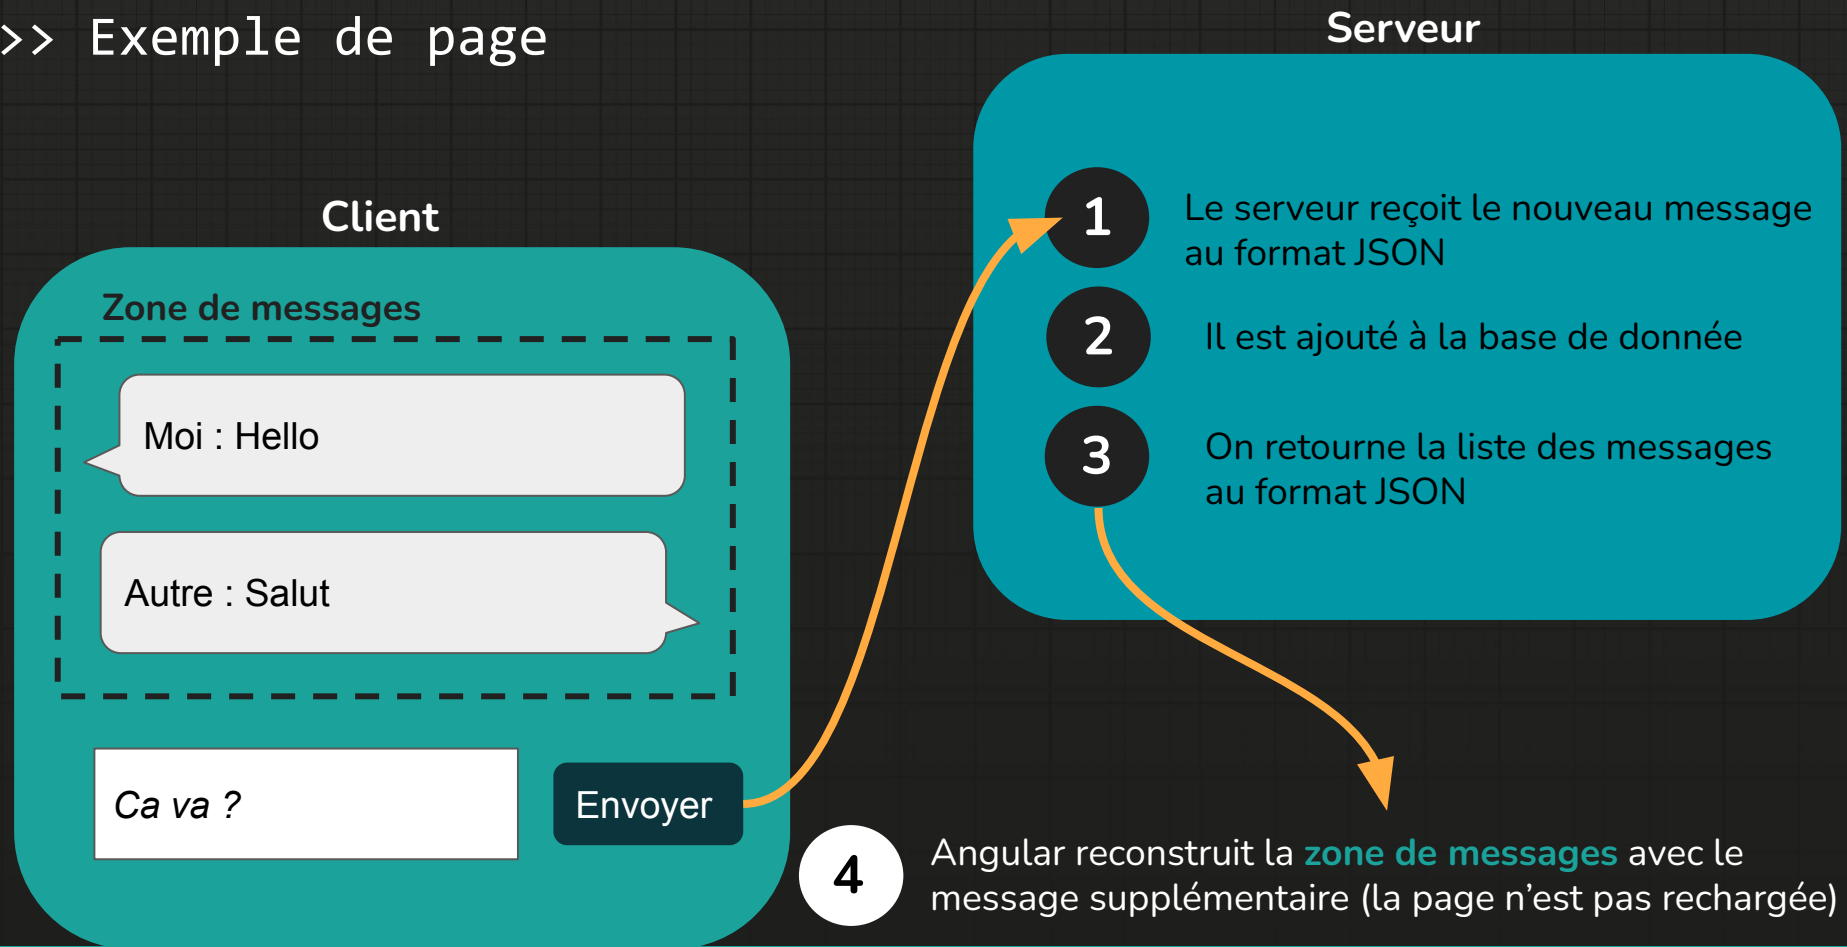 >> Exemple de page
Serveur
Client
Zone de messages
Moi : Hello
Autre : Salut
Ca va ?
Envoyer
1
Le serveur reçoit le nouveau message
au format JSON
2
Il est ajouté à la base de donnée
3
On retourne la liste des messages
au format JSON
4
Angular reconstruit la zone de messages avec le
message supplémentaire (la page n’est pas rechargée)